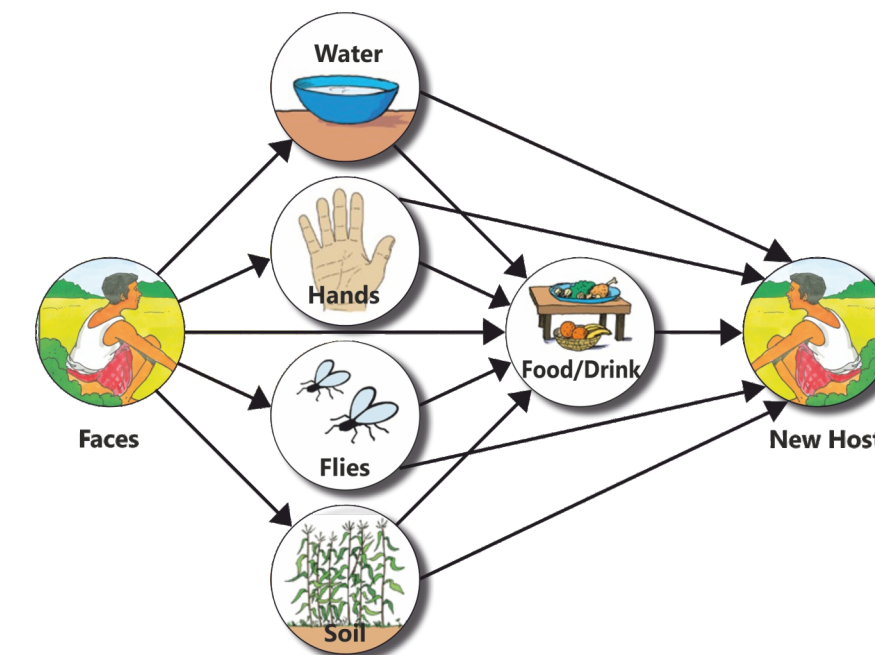 Water
Hands
Food/Drink
Faces
New Host
Flies
Soil